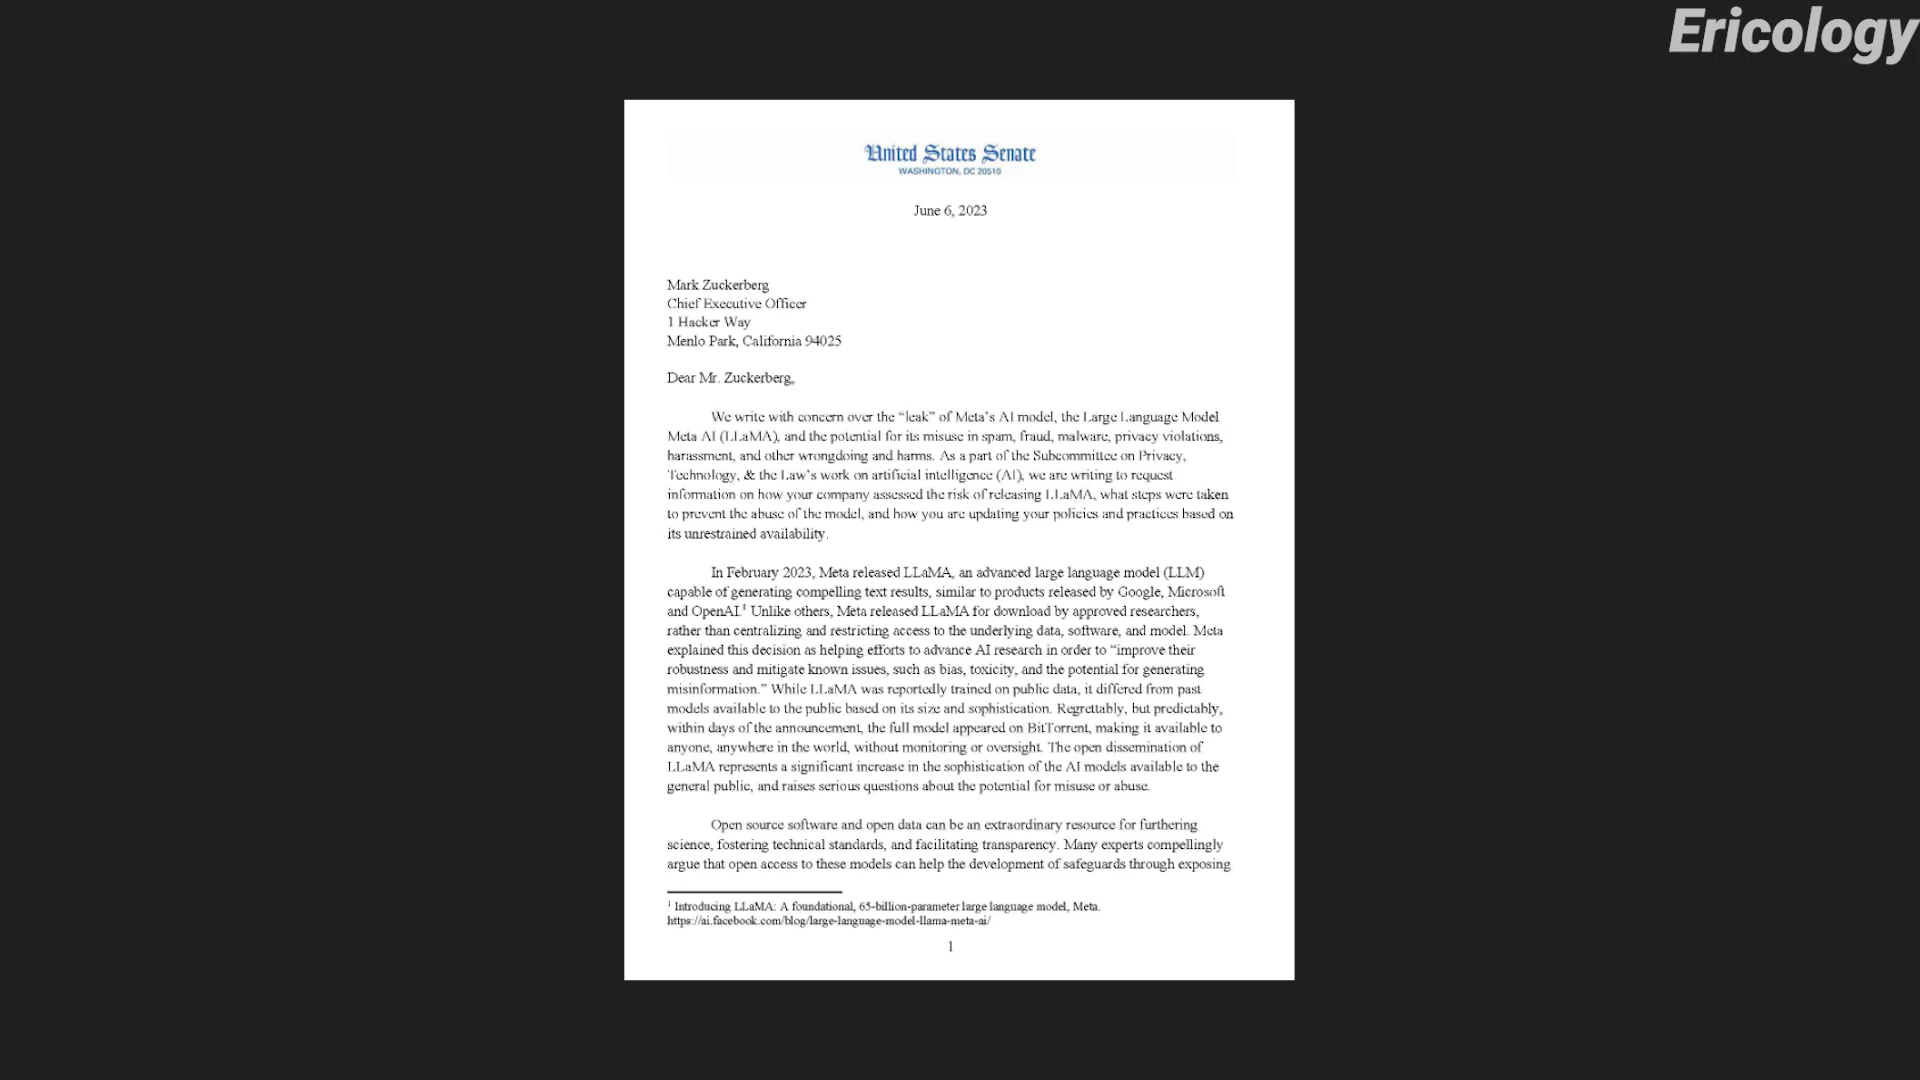 Ericology
United States Senate
WASHINGTON, DC 20510
June 6, 2023
Mark Zuckerberg
Chief Executive Officer
1 Hacker Way
Menlo Park, California 94025
Dear Mr. Zuckerberg,
We write with concern over the “leak” of Meta’s AI model, the Large Language Model
Meta AI (LLaMA), and the potential for its misuse in spam, fraud, malware, privacy violations,
harassment, and other wrongdoing and harms. As a part of the Subcommittee on Privacy,
Technology, & the Law’s work on artificial intelligence (AI), we are writing to request
information on how your company assessed the risk of releasing LLaMA, what steps were taken
to prevent the abuse of the model, and how you are updating your policies and practices based on
its unrestrained availability.
In February 2023, Meta released LLaMA, an advanced large language model (LLM)
capable of generating compelling text results, similar to products released by Google, Microsoft
and OpenAI.¹ Unlike others, Meta released LLaMA for download by approved researchers,
rather than centralizing and restricting access to the underlying data, software, and model. Meta
explained this decision as helping efforts to advance AI research in order to “improve their
robustness and mitigate known issues, such as bias, toxicity, and the potential for generating
misinformation.” While LLaMA was reportedly trained on public data, it differed from past
models available to the public based on its size and sophistication. Regrettably, but predictably,
within days of the announcement, the full model appeared on BitTorrent, making it available to
anyone, anywhere in the world, without monitoring or oversight. The open dissemination of
LLaMA represents a significant increase in the sophistication of the AI models available to the
general public, and raises serious questions about the potential for misuse or abuse.
Open source software and open data can be an extraordinary resource for furthering
science, fostering technical standards, and facilitating transparency. Many experts compellingly
argue that open access to these models can help the development of safeguards through exposing
¹ Introducing LLaMA: A foundational, 65-billion-parameter large language model, Meta.
https://ai.facebook.com/blog/large-language-model-llama-meta-ai/
1